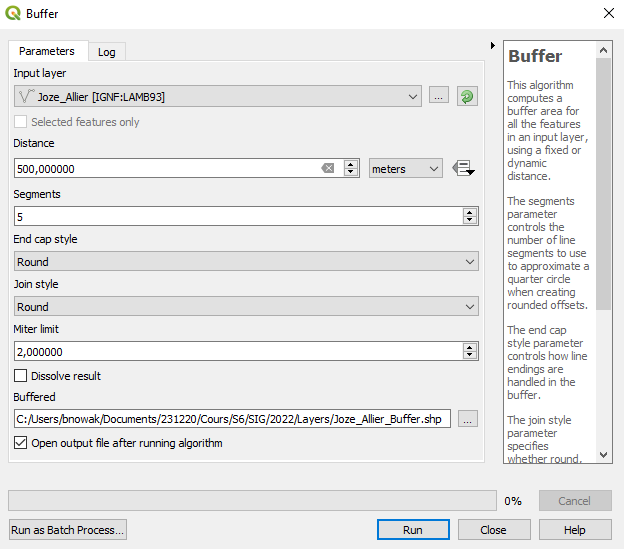 Buffer
Parameters
Log
Input layer
Joze_Allier [IGNF:LAMB93]
...
Selected features only
Distance
500,000000
meters
Segments
5
End cap style
Round
Join style
Round
Miter limit
2,000000
Dissolve result
Buffered
C:/Users/bnowak/Documents/231220/Cours/S6/SIG/2022/Layers/Joze_Allier_Buffer.shp
...
Open output file after running algorithm
Buffer
This algorithm
computes a
buffer area for
all the features
in an input layer,
using a fixed or
dynamic
distance.
The segments
parameter
controls the
number of line
segments to use
to approximate a
quarter circle
when creating
rounded offsets.
The end cap
style parameter
controls how line
endings are
handled in the
buffer.
The join style
parameter
specifies
whether round,
0%
Cancel
Run as Batch Process...
Run
Close
Help